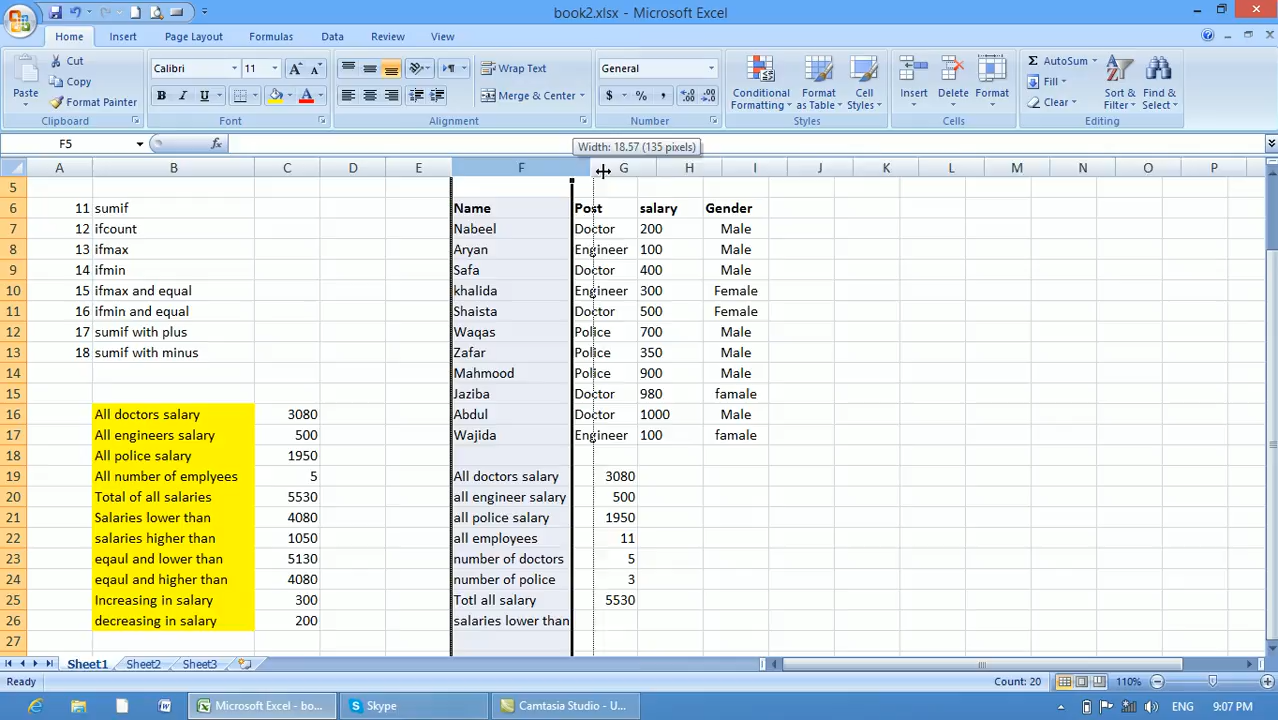 book2.xlsx - Microsoft Excel
Home Insert Page Layout Formulas Data Review View
Paste Cut Copy Format Painter
Calibri 11
B I U A A A
Wrap Text
Merge & Center
General
$ % ,
Conditional Formatting Format as Table Cell Styles
Insert Delete Format
AutoSum Fill Clear
Sort & Filter Find & Select
Clipboard Font Alignment Number Styles Cells Editing
F5 fx
Width: 18.57 (135 pixels)
A B C D E F G H I J K L M N O P
5
6 11 sumif Name Post salary Gender
7 12 ifcount Nabeel Doctor 200 Male
8 13 ifmax Aryan Engineer 100 Male
9 14 ifmin Safa Doctor 400 Male
10 15 ifmax and equal khalida Engineer 300 Female
11 16 ifmin and equal Shaista Doctor 500 Female
12 17 sumif with plus Waqas Police 700 Male
13 18 sumif with minus Zafar Police 350 Male
14 Mahmood Police 900 Male
15 Jaziba Doctor 980 famale
16 All doctors salary 3080 Abdul Doctor 1000 Male
17 All engineers salary 500 Wajida Engineer 100 famale
18 All police salary 1950
19 All number of emplyees 5 All doctors salary 3080
20 Total of all salaries 5530 all engineer salary 500
21 Salaries lower than 4080 all police salary 1950
22 salaries higher than 1050 all employees 11
23 eqaul and lower than 5130 number of doctors 5
24 eqaul and higher than 4080 number of police 3
25 Increasing in salary 300 Totl all salary 5530
26 decreasing in salary 200 salaries lower than
27
Sheet1 Sheet2 Sheet3
Ready Count: 20 110%
Microsoft Excel - bo... Skype Camtasia Studio - U... ENG 9:07 PM